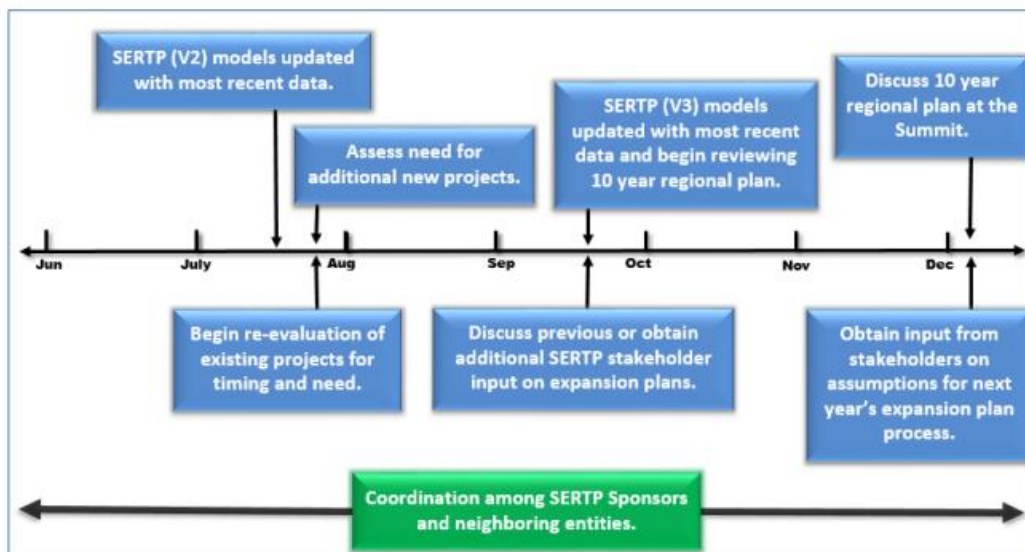 SERTP (V2) models updated
with most recent data.
Assess need for
additional new projects.
SERTP (V3) models
updated with most recent
data and begin reviewing
10 year regional plan.
Discuss 10 year
regional plan at the
Summit.
Jun
July
Aug
Sep
Oct
Nov
Dec
Begin re-evaluation of
existing projects for
timing and need.
Discuss previous or obtain
additional SERTP stakeholder
input on expansion plans.
Obtain input from
stakeholders on
assumptions for next
year’s expansion plan
process.
Coordination among SERTP Sponsors
and neighboring entities.